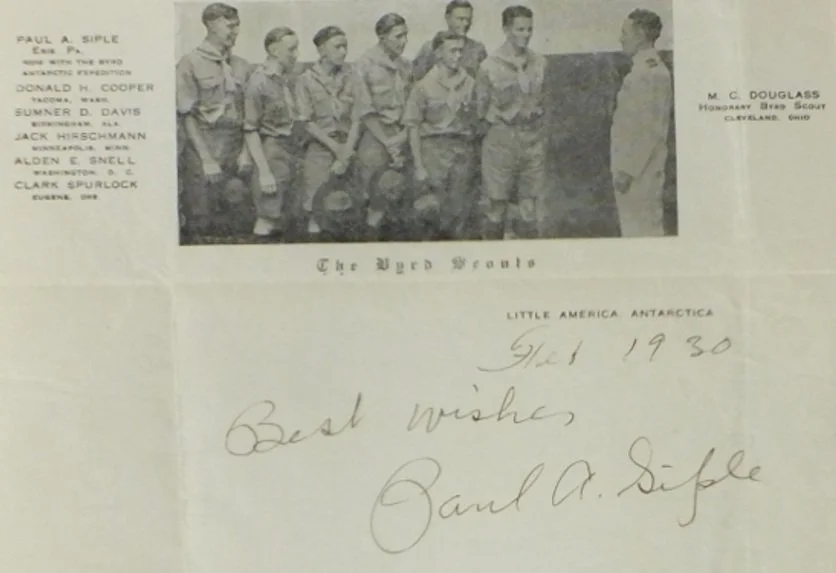 PAUL A. SIPLE
ERIE PA.
NOW WITH THE BYRD
ANTARCTIC EXPEDITION
DONALD H. COOPER
TACOMA, WASH.
SUMNER D. DAVIS
BIRMINGHAM, ALA.
JACK HIRSCHMANN
MINNEAPOLIS, MINN
ALDEN E. SNELL
WASHINGTON, D. C.
CLARK SPURLOCK
EUGENE, ORE
M. C. DOUGLASS
HONORARY BYRD SCOUT
CLEVELAND, OHIO
The Byrd Scouts
LITTLE AMERICA ANTARCTICA
Feb 1930
Best wishes
Paul A. Siple